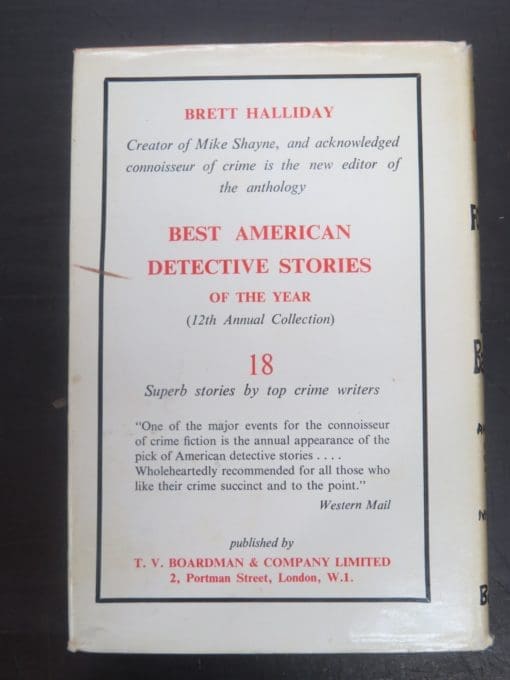 BRETT HALLIDAY
Creator of Mike Shayne, and acknowledged
connoisseur of crime is the new editor of
the anthology
BEST AMERICAN
DETECTIVE STORIES
OF THE YEAR
(12th Annual Collection)
18
Superb stories by top crime writers
"One of the major events for the connoisseur
of crime fiction is the annual appearance of the
pick of American detective stories . . . .
Wholeheartedly recommended for all those who
like their crime succinct and to the point."
Western Mail
published by
T. V. BOARDMAN & COMPANY LIMITED
2, Portman Street, London, W.1.